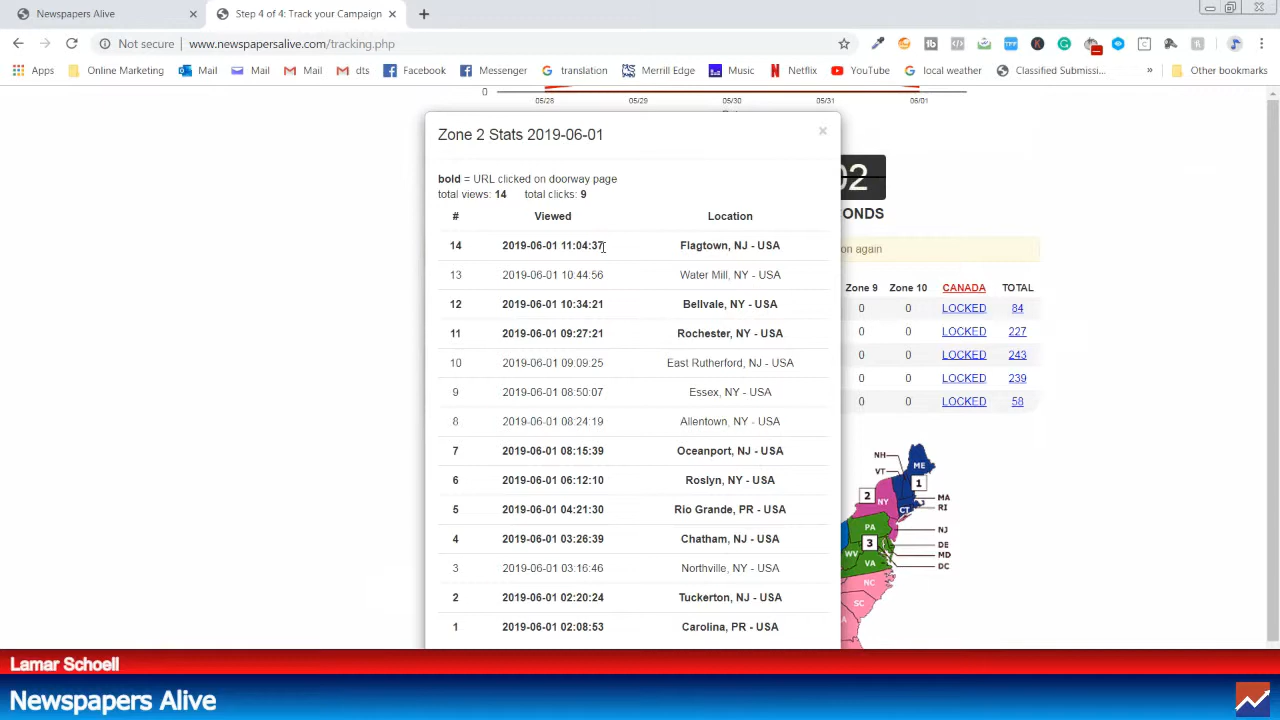 Newspapers Alive
Step 4 of 4: Track your Campaign
Not secure | www.newspapersalive.com/tracking.php
Apps Online Marketing Mail Mail Mail dts Facebook Messenger translation Merrill Edge Music Netflix YouTube local weather Classified Submissi... » Other bookmarks
0
05/28 05/29 05/30 05/31 06/01
Zone 2 Stats 2019-06-01 ×
bold = URL clicked on doorway page
total views: 14 total clicks: 9
# Viewed Location
14 2019-06-01 11:04:37 Flagtown, NJ - USA
13 2019-06-01 10:44:56 Water Mill, NY - USA
12 2019-06-01 10:34:21 Bellvale, NY - USA
11 2019-06-01 09:27:21 Rochester, NY - USA
10 2019-06-01 09:09:25 East Rutherford, NJ - USA
9 2019-06-01 08:50:07 Essex, NY - USA
8 2019-06-01 08:24:19 Allentown, NY - USA
7 2019-06-01 08:15:39 Oceanport, NJ - USA
6 2019-06-01 06:12:10 Roslyn, NY - USA
5 2019-06-01 04:21:30 Rio Grande, PR - USA
4 2019-06-01 03:26:39 Chatham, NJ - USA
3 2019-06-01 03:16:46 Northville, NY - USA
2 2019-06-01 02:20:24 Tuckerton, NJ - USA
1 2019-06-01 02:08:53 Carolina, PR - USA
02
ONDS
on again
Zone 9 Zone 10 CANADA TOTAL
0 0 LOCKED 84
0 0 LOCKED 227
0 0 LOCKED 243
0 0 LOCKED 239
0 0 LOCKED 58
NH
ME
VT
1
2
NY
MA
CT
RI
PA
NJ
3
DE
WV
MD
VA
DC
NC
SC
Lamar Schoell
Newspapers Alive